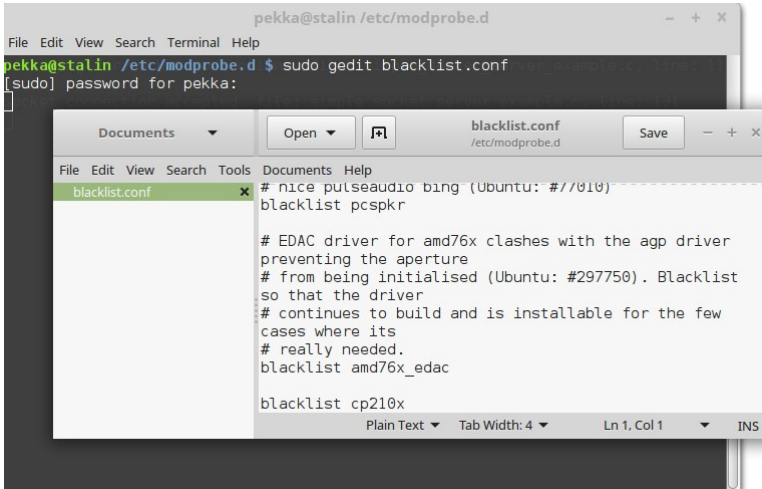 pekka@stalin /etc/modprobe.d
File Edit View Search Terminal Help
pekka@stalin /etc/modprobe.d $ sudo gedit blacklist.conf
[sudo] password for pekka:
Documents
Open
blacklist.conf
/etc/modprobe.d
Save
File Edit View Search Tools Documents Help
blacklist.conf
# nice pulseaudio bing (Ubuntu: #77010)
blacklist pcspkr
# EDAC driver for amd76x clashes with the agp driver
preventing the aperture
# from being initialised (Ubuntu: #297750). Blacklist
so that the driver
# continues to build and is installable for the few
cases where its
# really needed.
blacklist amd76x_edac
blacklist cp210x
Plain Text Tab Width: 4 Ln 1, Col 1 INS